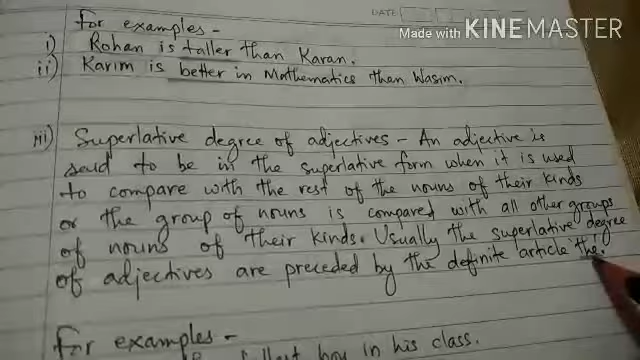 DATE
Made with KINEMASTER
for examples -
i) Rohan is taller than Karan.
ii) Karim is better in Mathematics than Wasim.
iii) Superlative degree of adjectives - An adjective is
said to be in the superlative form when it is used
to compare with the rest of the nouns of their kinds
or the group of nouns is compared with all other groups
of nouns of their kinds. Usually the superlative degree
of adjectives are preceded by the definite article 'the'.
for examples -
boy in his class.